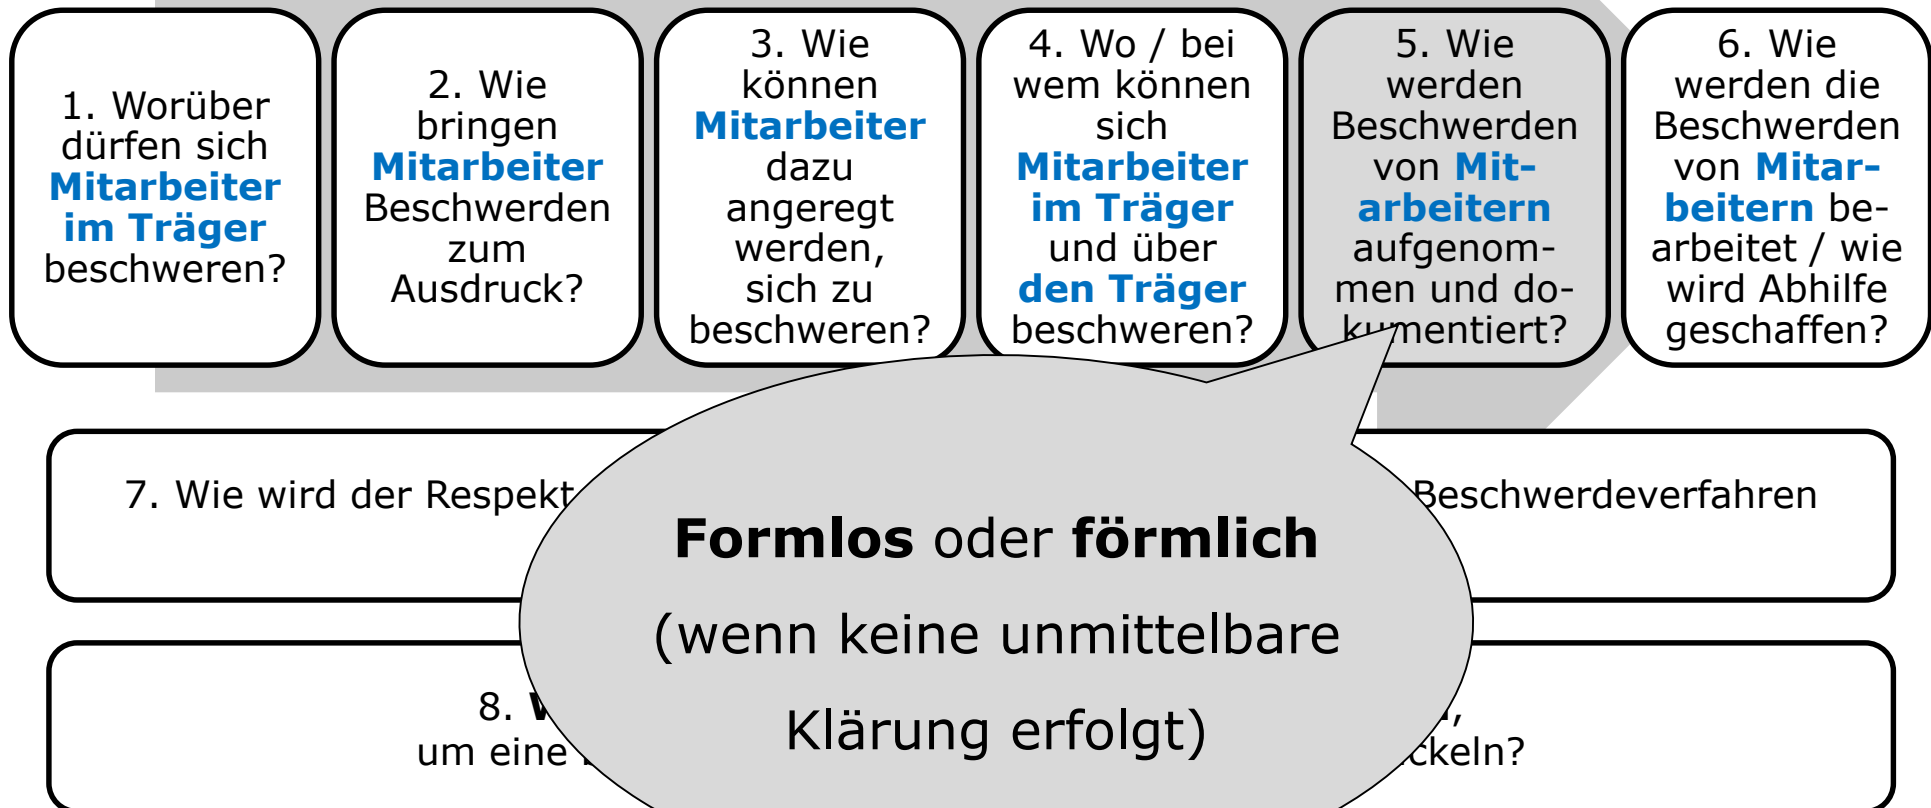 1. Worüber
dürfen sich
Mitarbeiter
im Träger
beschweren?
2. Wie
bringen
Mitarbeiter
Beschwerden
zum
Ausdruck?
3. Wie
können
Mitarbeiter
dazu
angeregt
werden,
sich zu
beschweren?
4. Wo / bei
wem können
sich
Mitarbeiter
im Träger
und über
den Träger
beschweren?
5. Wie
werden
Beschwerden
von Mit-
arbeitern
aufgenom-
men und do-
kumentiert?
6. Wie
werden die
Beschwerden
von Mitar-
beitern be-
arbeitet / wie
wird Abhilfe
geschaffen?
7. Wie wird der Respekt Beschwerdeverfahren
8.
um eine ckeln?
Formlos oder förmlich
(wenn keine unmittelbare
Klärung erfolgt)